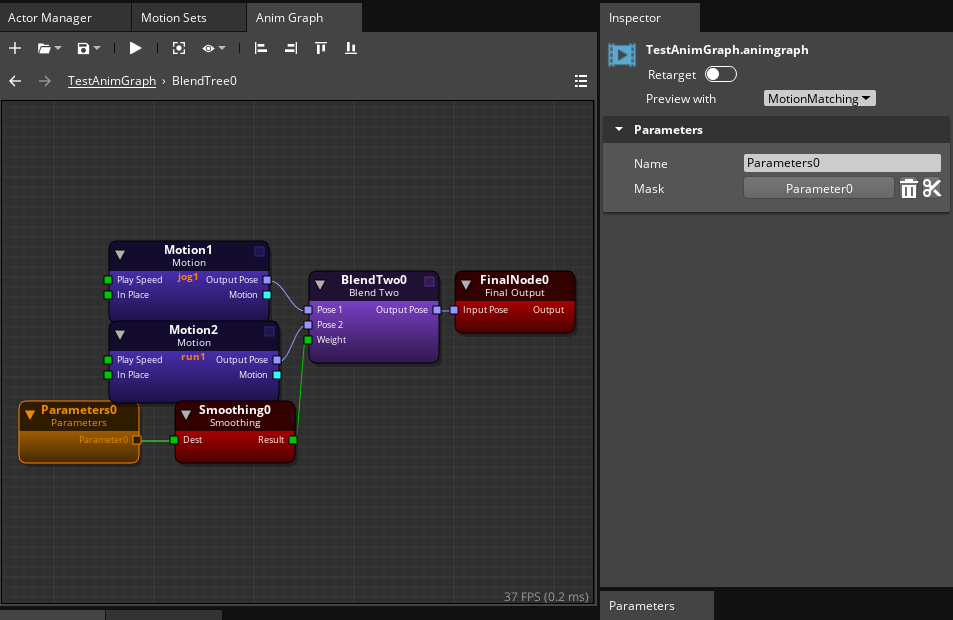 Actor Manager
Motion Sets
Anim Graph
TestAnimGraph › BlendTree0
Motion1
Motion
Play Speed jog1 Output Pose
In Place Motion
Motion2
Motion
Play Speed run1 Output Pose
In Place Motion
BlendTwo0
Blend Two
Pose 1 Output Pose
Pose 2
Weight
FinalNode0
Final Output
Input Pose Output
Parameters0
Parameters
Parameter0
Smoothing0
Smoothing
Dest Result
37 FPS (0.2 ms)
Inspector
TestAnimGraph.animgraph
Retarget
Preview with MotionMatching
Parameters
Name Parameters0
Mask Parameter0
Parameters